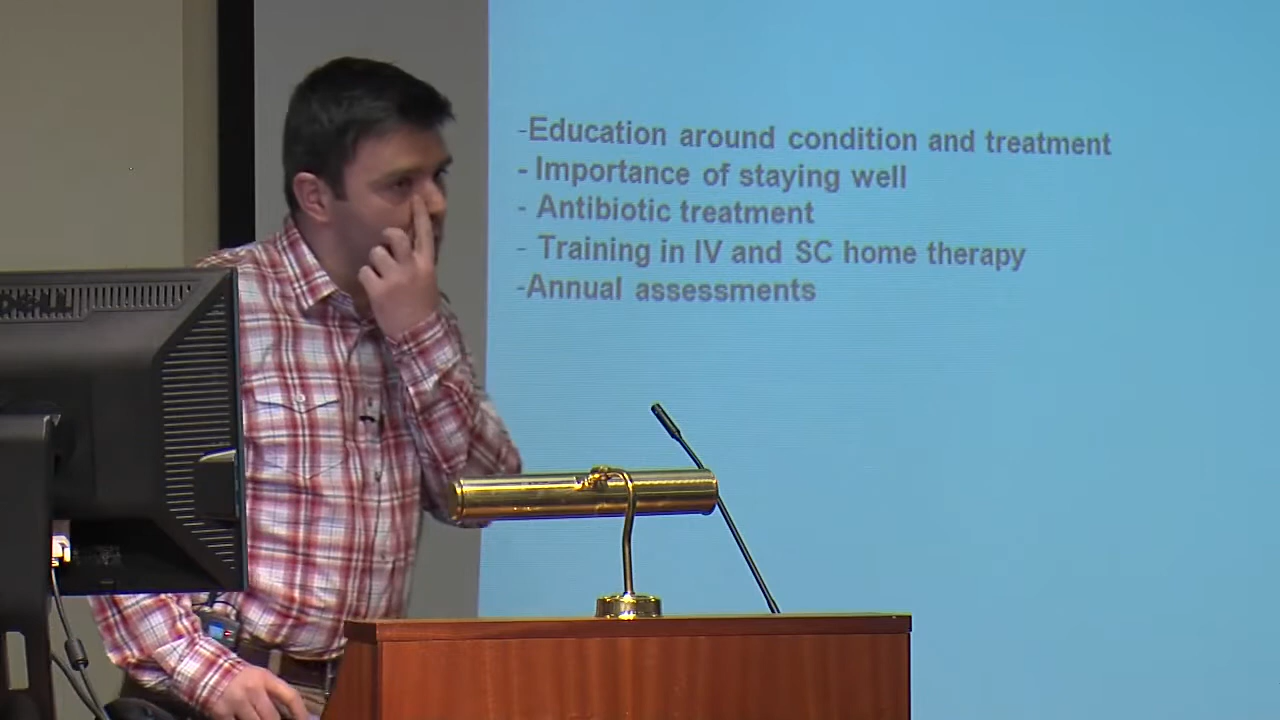 -Education around condition and treatment
- Importance of staying well
- Antibiotic treatment
- Training in IV and SC home therapy
-Annual assessments
DELL